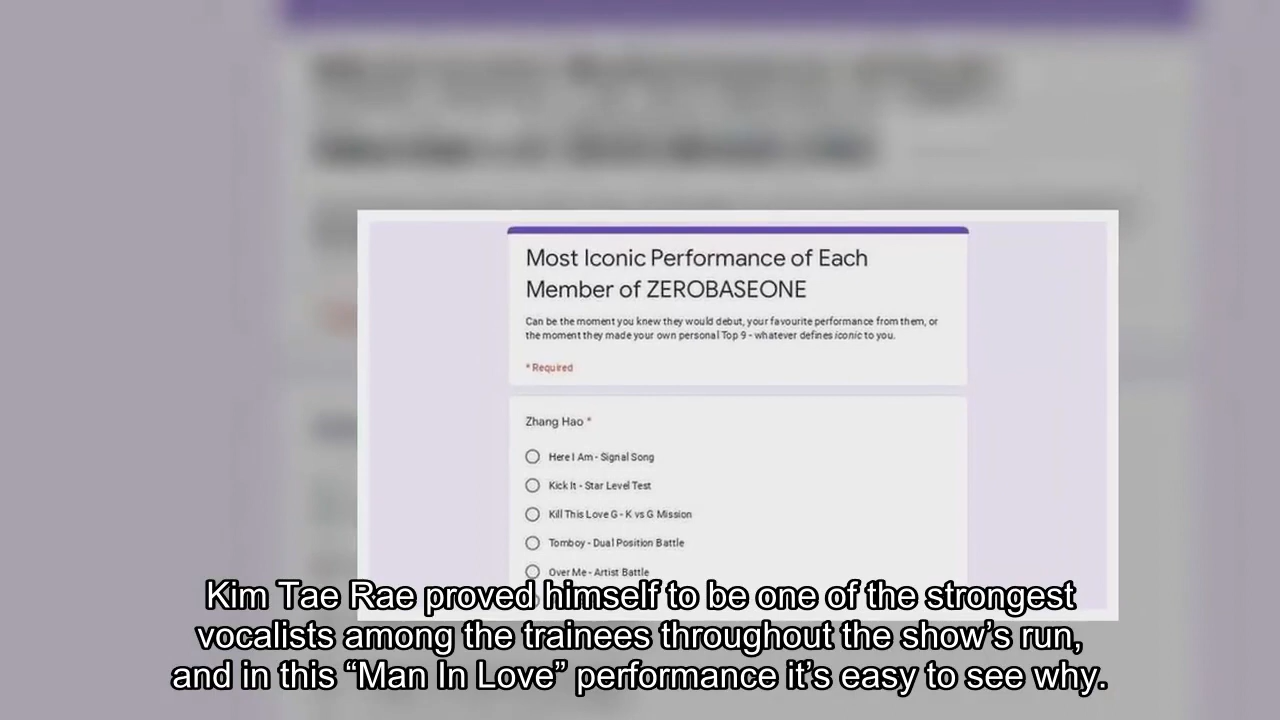 Most Iconic Performance of Each
Member of ZEROBASEONE
Can be the moment you knew they would debut, your favourite performance from them, or
the moment they made your own personal Top 9 - whatever defines iconic to you.
* Required
Zhang Hao *
Here I Am - Signal Song
Kick It - Star Level Test
Kill This Love G - K vs G Mission
Tomboy - Dual Position Battle
Over Me - Artist Battle
Kim Tae Rae proved himself to be one of the strongest
vocalists among the trainees throughout the show’s run,
and in this “Man In Love” performance it’s easy to see why.